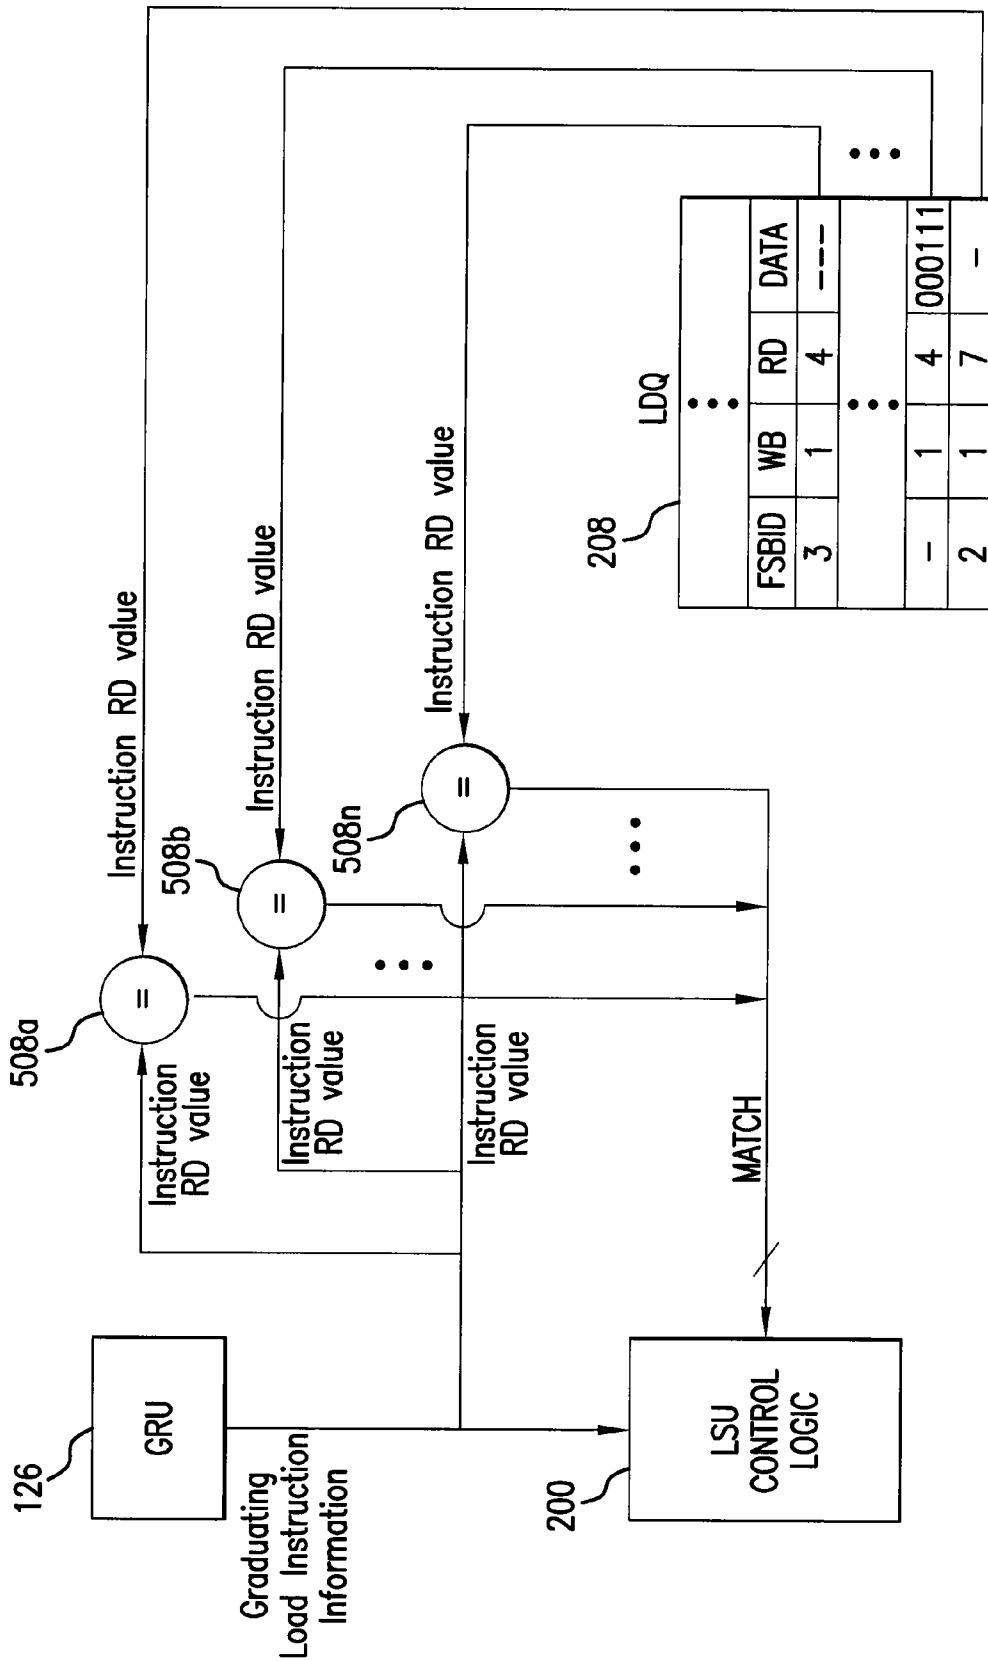 126
GRU
Graduating
Load Instruction
Information
200
LSU
CONTROL
LOGIC
MATCH
508a
=
Instruction
RD value
Instruction RD value
508b
=
Instruction
RD value
Instruction RD value
508n
=
Instruction
RD value
Instruction RD value
208
LDQ
FSBID WB RD DATA
3 1 4 ---
- 1 4 000111
2 1 7 -